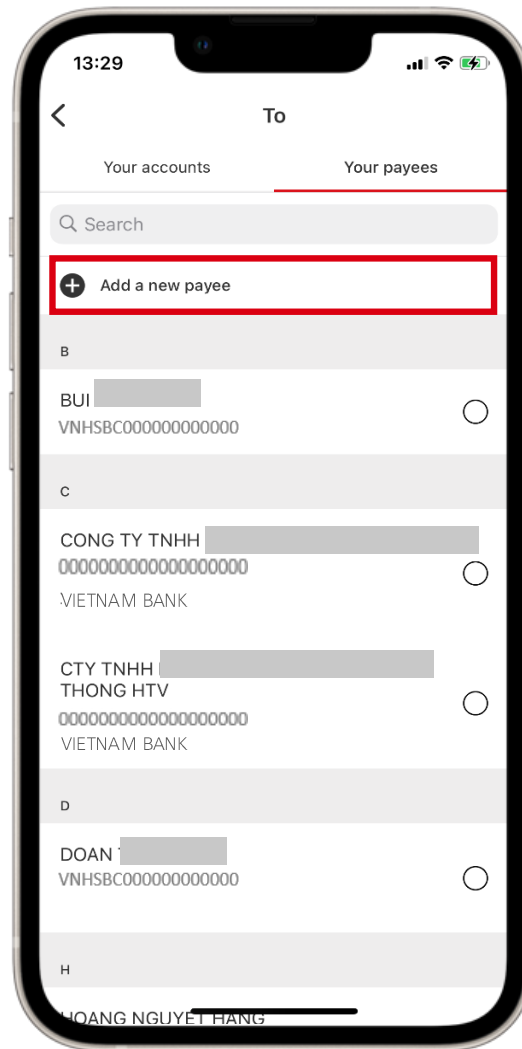 13:29
To
Your accounts
Your payees
Search
Add a new payee
B
BUI
VNHSBC000000000000
C
CONG TY TNHH
0000000000000000000
VIETNAM BANK
CTY TNHH
THONG HTV
0000000000000000000
VIETNAM BANK
D
DOAN
VNHSBC000000000000
H
HOANG NGUYET HANG